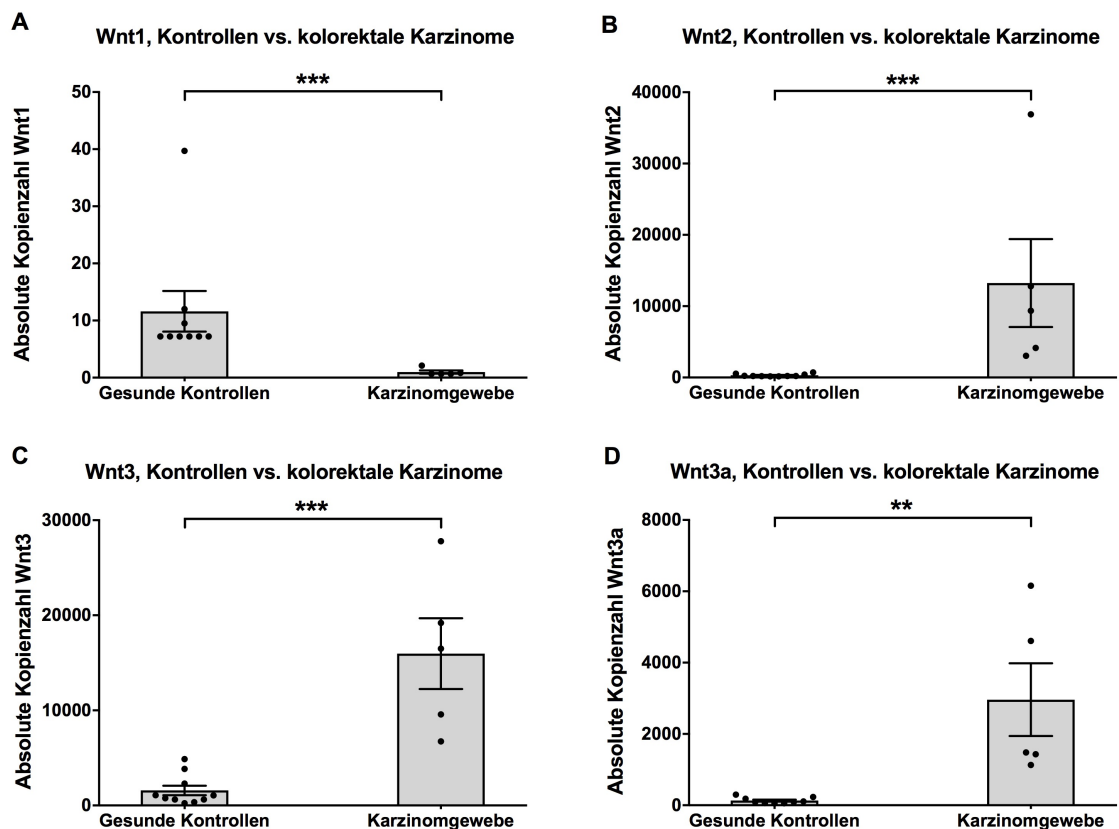 A
Wnt1, Kontrollen vs. kolorektale Karzinome
***
Absolute Kopienzahl Wnt1
50
40
30
20
10
0
Gesunde Kontrollen
Karzinomgewebe
B
Wnt2, Kontrollen vs. kolorektale Karzinome
***
Absolute Kopienzahl Wnt2
40000
30000
20000
10000
0
Gesunde Kontrollen
Karzinomgewebe
C
Wnt3, Kontrollen vs. kolorektale Karzinome
***
Absolute Kopienzahl Wnt3
30000
20000
10000
0
Gesunde Kontrollen
Karzinomgewebe
D
Wnt3a, Kontrollen vs. kolorektale Karzinome
**
Absolute Kopienzahl Wnt3a
8000
6000
4000
2000
0
Gesunde Kontrollen
Karzinomgewebe